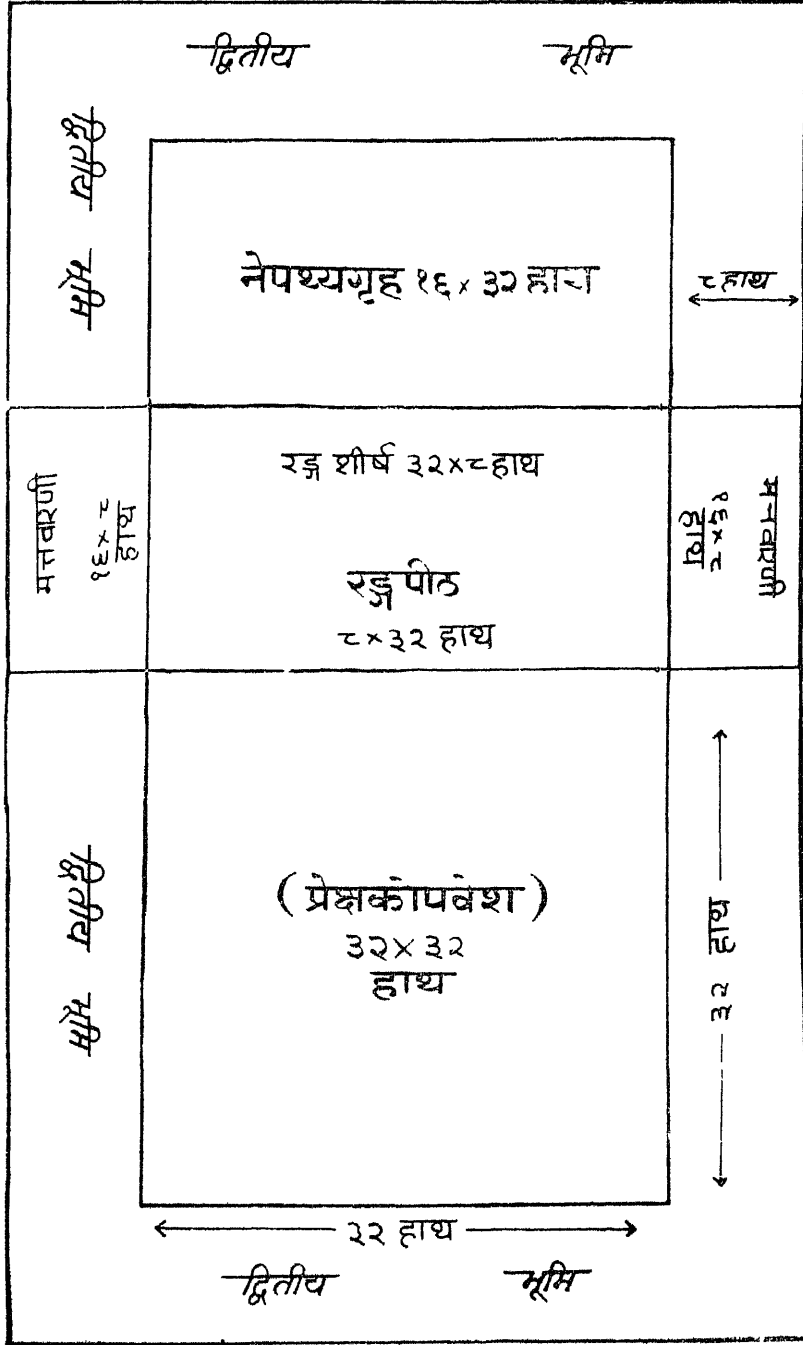 द्वितीय भूमि
द्वितीय भूमि
नेपथ्यगृह १६ × ३२ हाथ
८ हाथ
रङ्ग शीर्ष ३२×८ हाथ
मत्तवारणी
१६×८
हाथ
मत्तवारणी
१६×८
हाथ
रङ्ग पीठ
८×३२ हाथ
द्वितीय भूमि
(प्रेक्षकोपवेश)
३२×३२
हाथ
३२ हाथ
३२ हाथ
द्वितीय भूमि